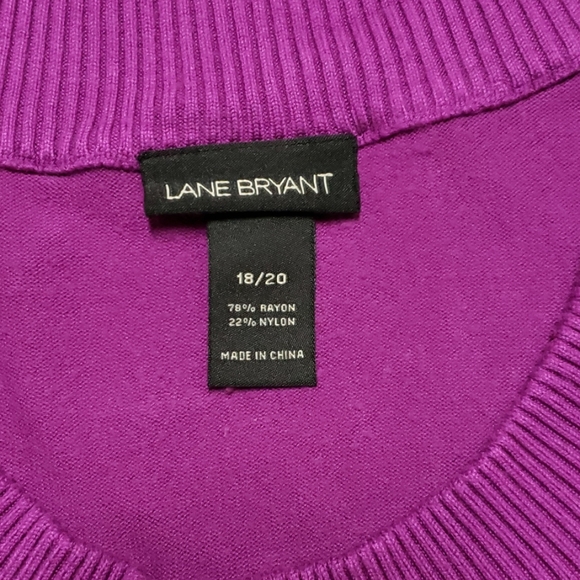 LANE BRYANT
18/20
78% RAYON
22% NYLON
MADE IN CHINA